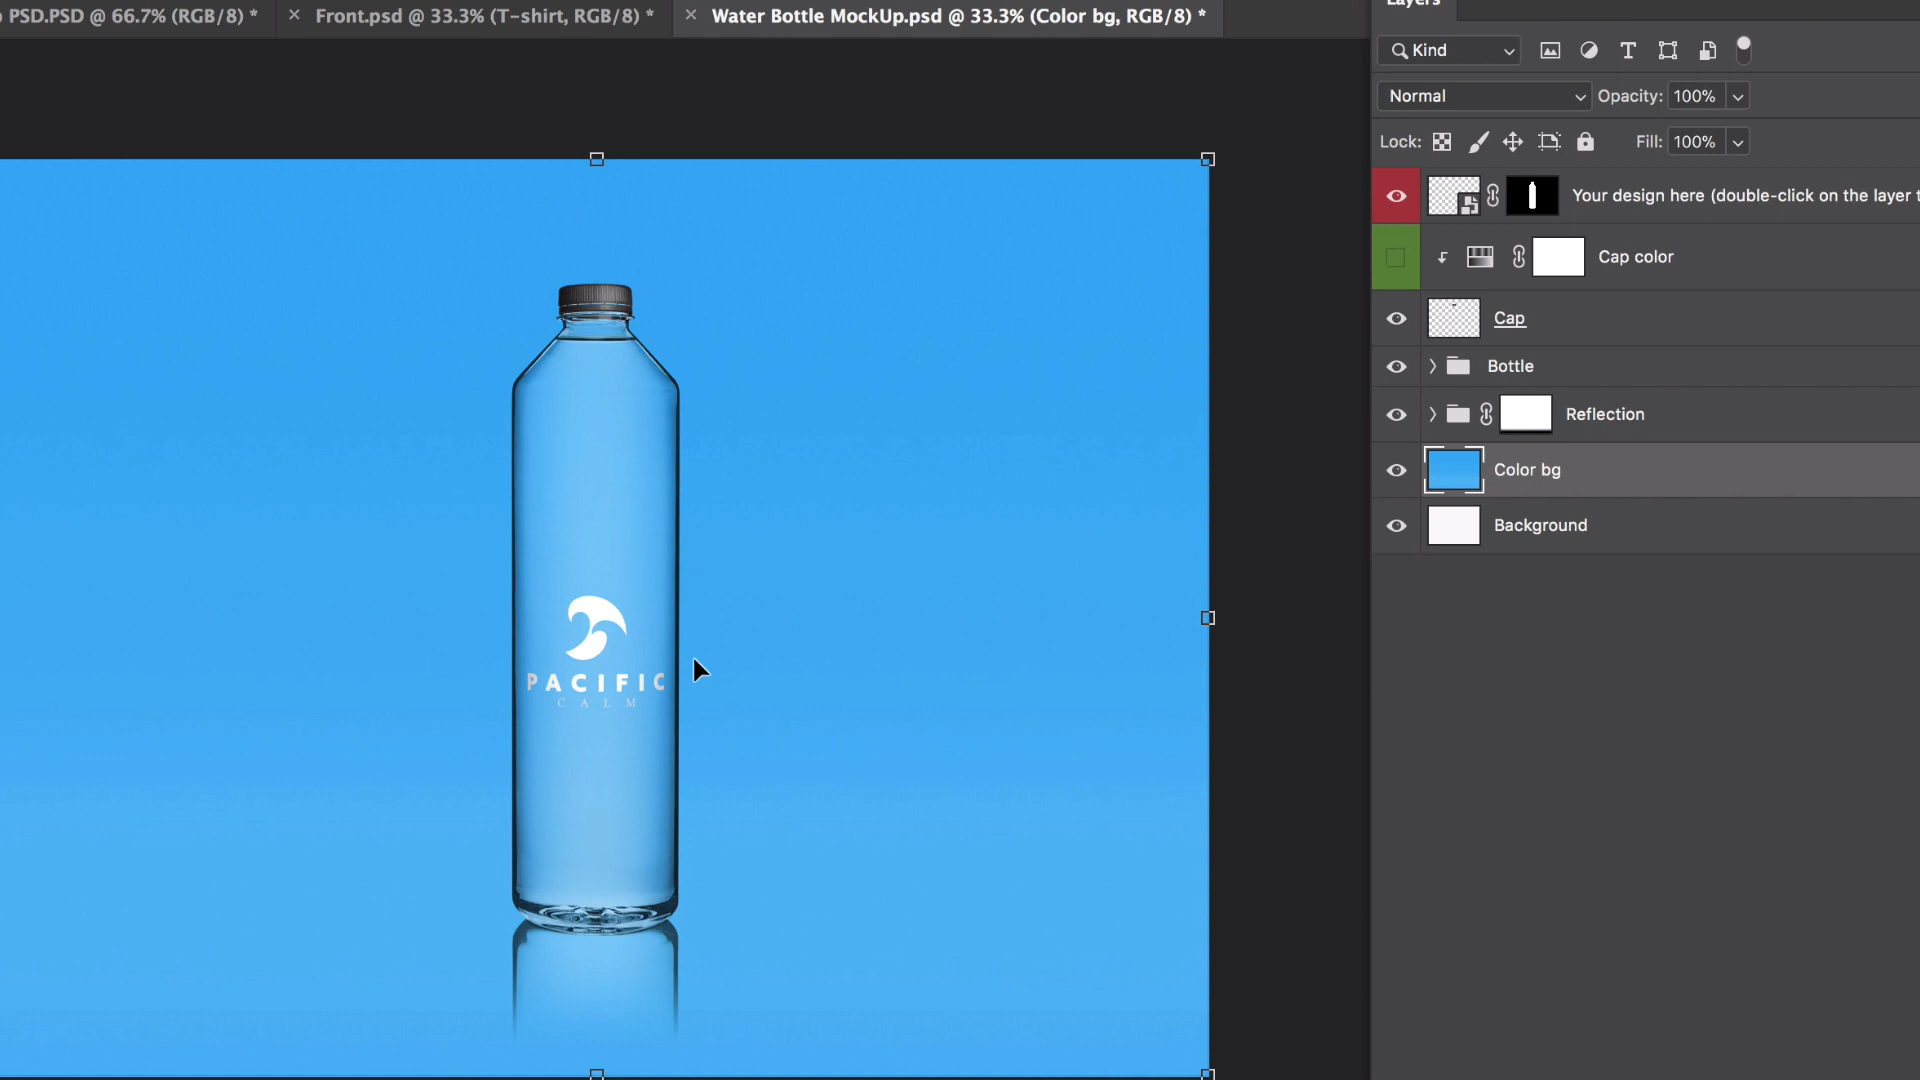 PSD.PSD @ 66.7% (RGB/8) *
Front.psd @ 33.3% (T-shirt, RGB/8) *
Water Bottle MockUp.psd @ 33.3% (Color bg, RGB/8) *
Layers
Kind
Normal
Opacity: 100%
Lock:
Fill: 100%
Your design here (double-click on the layer t
Cap color
Cap
Bottle
Reflection
Color bg
Background
PACIFIC
CALM